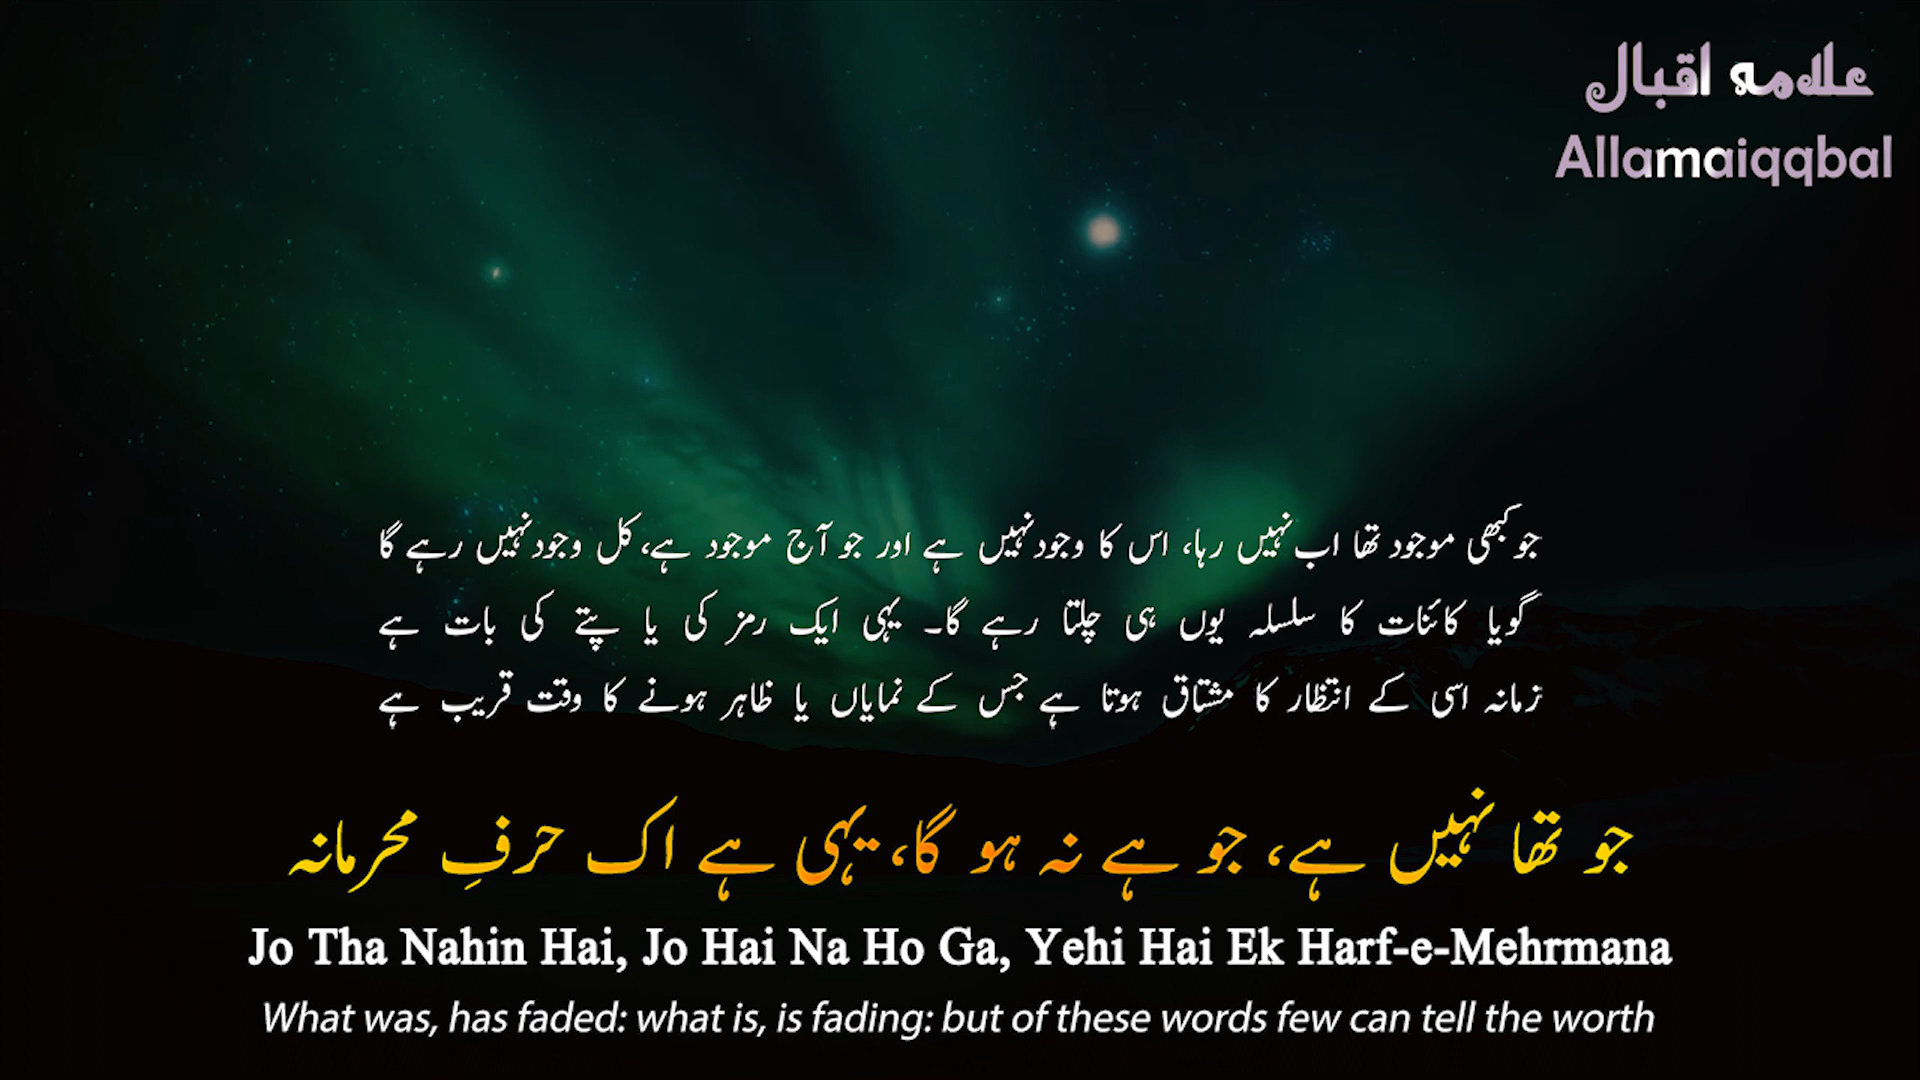 علامہ اقبال
Allamaiqqbal
جو کبھی موجود تھا اب نہیں رہا، اس کا وجود نہیں ہے اور جو آج موجود ہے، کل وجود نہیں رہے گا
گویا کائنات کا سلسلہ یوں ہی چلتا رہے گا۔ یہی ایک رمز کی یا پتے کی بات ہے
زمانہ اسی کے انتظار کا مشتاق ہوتا ہے جس کے نمایاں یا ظاہر ہونے کا وقت قریب ہے
جو تھا نہیں ہے، جو ہے نہ ہو گا، یہی ہے اک حرفِ محرمانہ
Jo Tha Nahin Hai, Jo Hai Na Ho Ga, Yehi Hai Ek Harf-e-Mehrmana
What was, has faded: what is, is fading: but of these words few can tell the worth